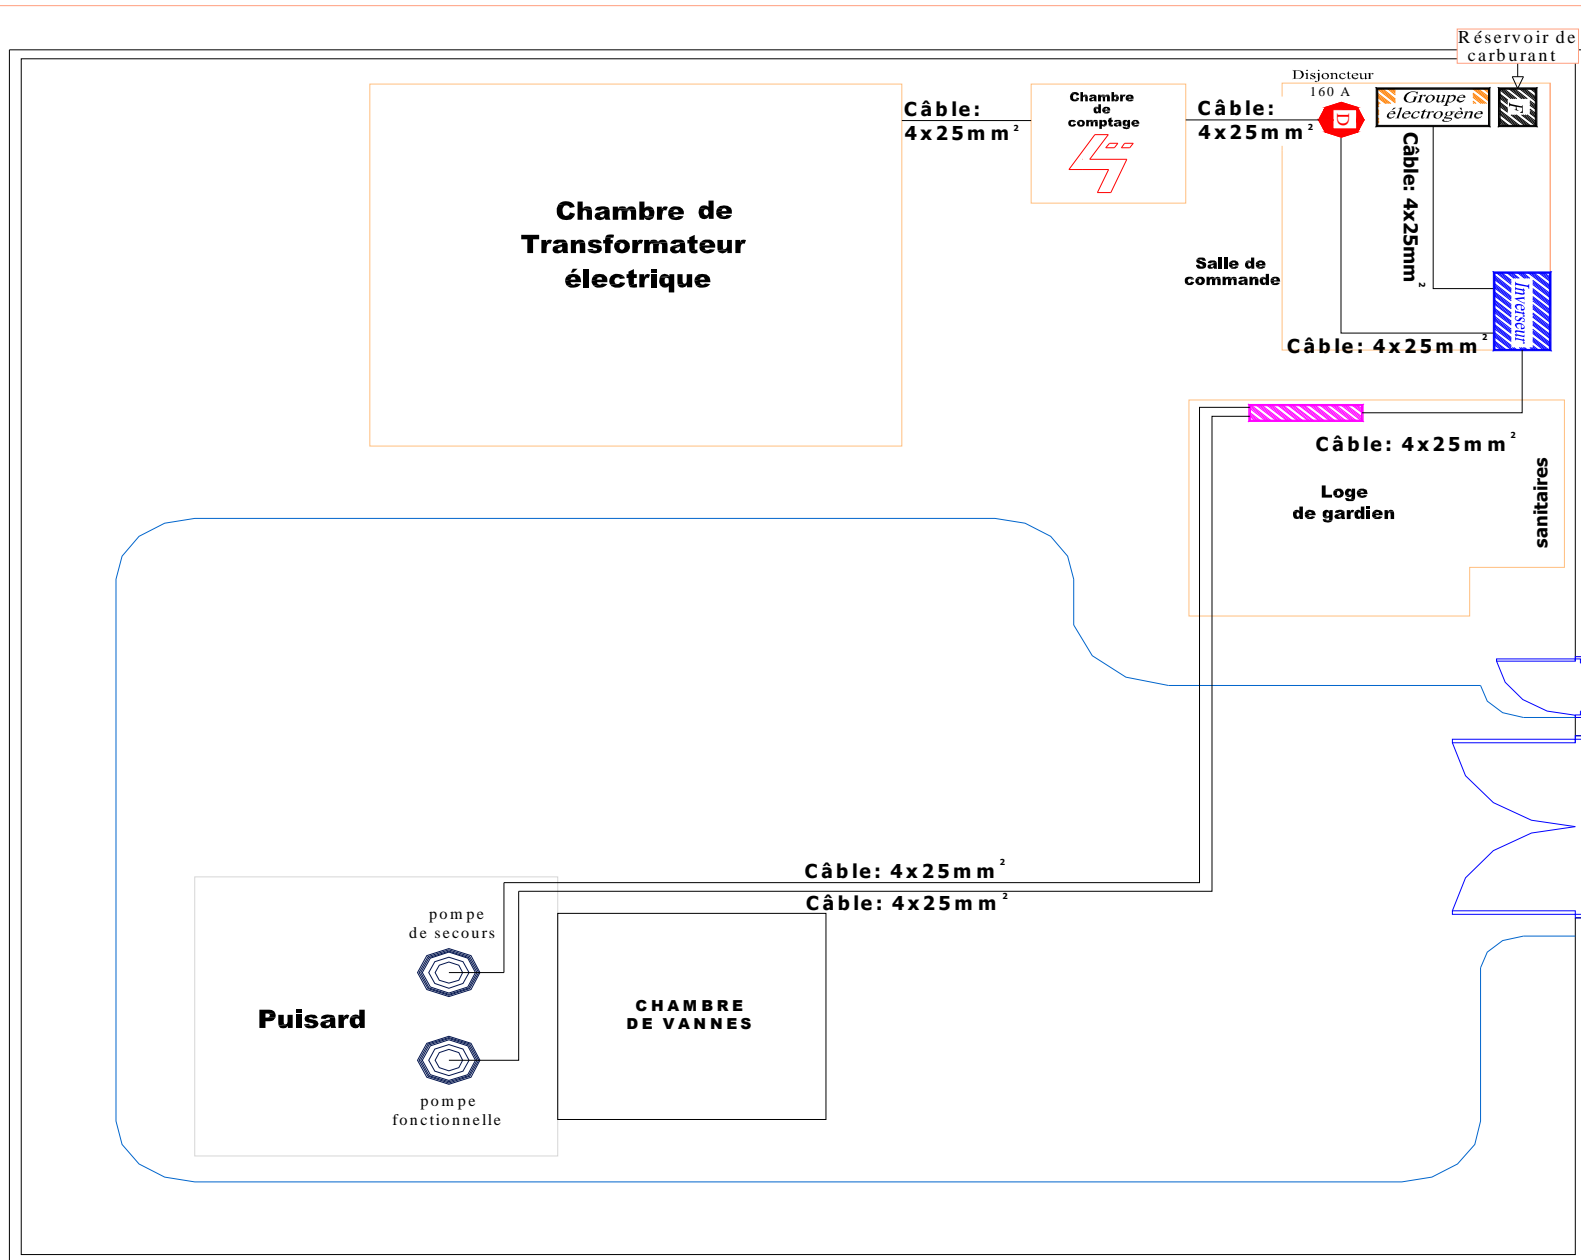 Réservoir de
carburant
Disjoncteur
160 A
Groupe
électrogène
F
D
Câble:
4x25mm²
Chambre
de
comptage
Câble:
4x25mm²
Câble: 4x25mm²
Chambre de
Transformateur
électrique
Salle de
commande
Inverseur
Câble: 4x25mm²
Câble: 4x25mm²
Loge
de gardien
sanitaires
Câble: 4x25mm²
Câble: 4x25mm²
pompe
de secours
Puisard
CHAMBRE
DE VANNES
pompe
fonctionnelle